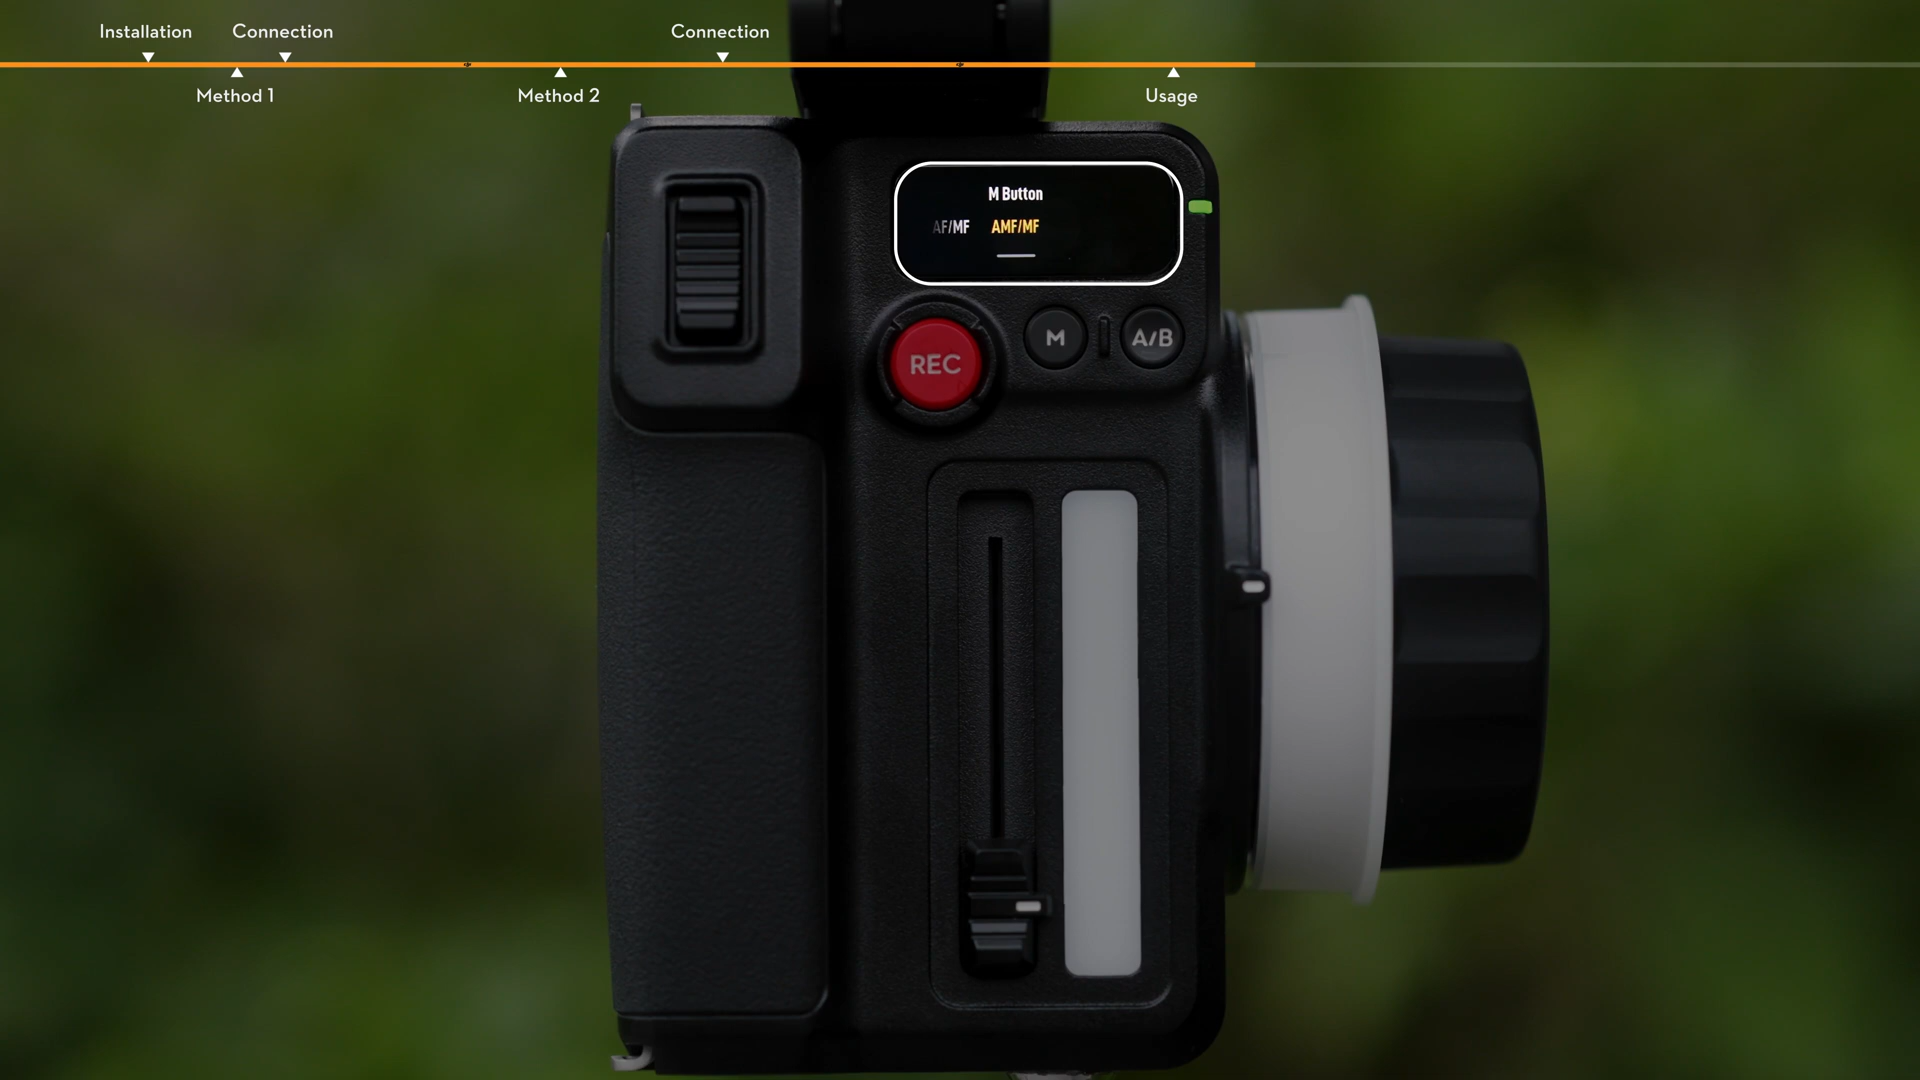 Installation
Connection
Connection
Method 1
Method 2
Usage
M Button
AF/MF AMF/MF
REC
M
A/B